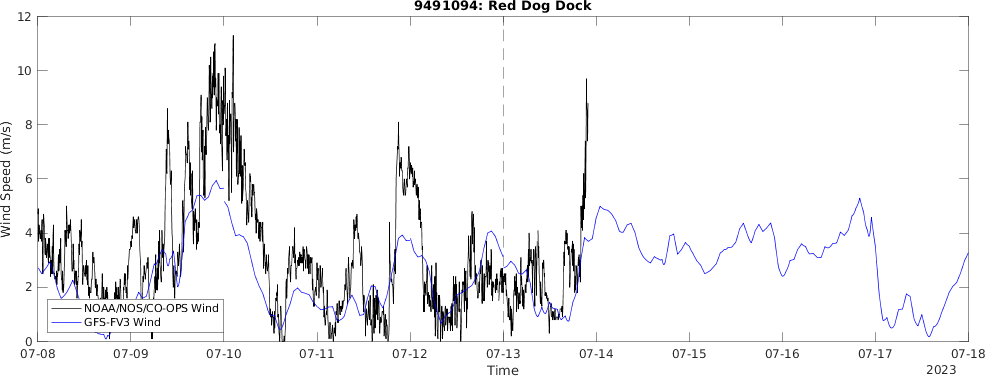 9491094: Red Dog Dock
12
10
8
6
4
2
0
Wind Speed (m/s)
NOAA/NOS/CO-OPS Wind
GFS-FV3 Wind
07-08 07-09 07-10 07-11 07-12 07-13 07-14 07-15 07-16 07-17 07-18
Time
2023